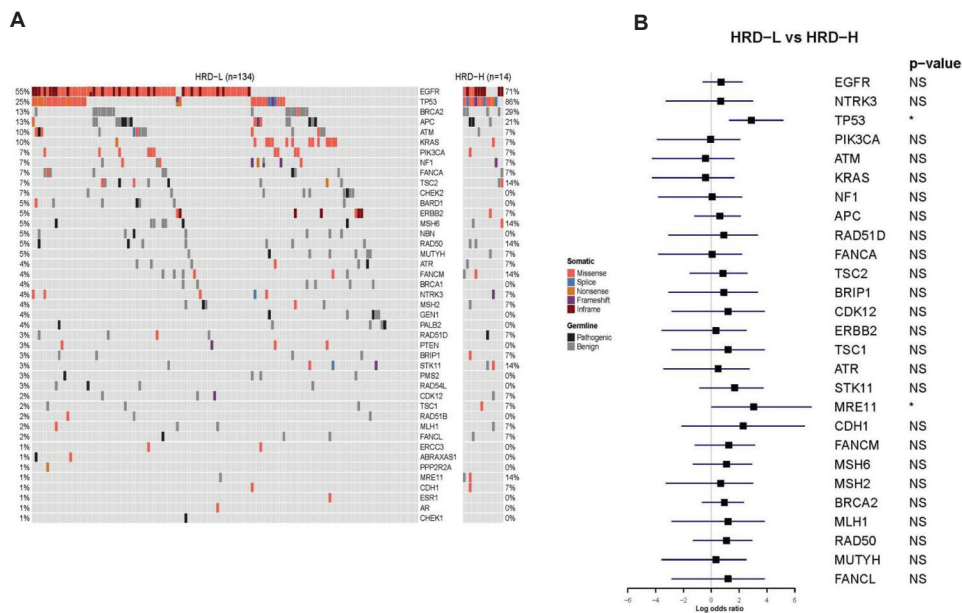 A
HRD-L (n=134) HRD-H (n=14)
55% EGFR 71%
25% TP53 86%
13% BRCA2 29%
13% APC 21%
10% ATM 7%
10% KRAS 7%
7% PIK3CA 7%
7% NF1 7%
7% FANCA 7%
7% TSC2 14%
7% CHEK2 0%
7% BARD1 0%
5% ERBB2 7%
5% MSH6 14%
5% NBN 0%
5% RAD50 14%
5% MUTYH 7%
4% ATR 7%
4% FANCM 14%
4% BRCA1 0%
4% NTRK3 7%
4% MSH2 7%
4% GEN1 0%
4% PALB2 0%
3% RAD51D 7%
3% PTEN 0%
3% BRIP1 7%
3% STK11 14%
3% PMS2 0%
3% RAD54L 0%
2% CDK12 7%
2% TSC1 7%
2% RAD51B 0%
2% MLH1 7%
2% FANCL 7%
1% ERCC3 0%
1% ABRAXAS1 0%
1% PPP2R2A 0%
1% MRE11 14%
1% CDH1 7%
1% ESR1 0%
1% AR 0%
1% CHEK1 0%
Somatic
Missense
Splice
Nonsense
Frameshift
Inframe
Germline
Pathogenic
Benign
B
HRD-L vs HRD-H
p-value
EGFR NS
NTRK3 NS
TP53 *
PIK3CA NS
ATM NS
KRAS NS
NF1 NS
APC NS
RAD51D NS
FANCA NS
TSC2 NS
BRIP1 NS
CDK12 NS
ERBB2 NS
TSC1 NS
ATR NS
STK11 NS
MRE11 *
CDH1 NS
FANCM NS
MSH6 NS
MSH2 NS
BRCA2 NS
MLH1 NS
RAD50 NS
MUTYH NS
FANCL NS
-6 -4 -2 0 2 4 6
Log odds ratio